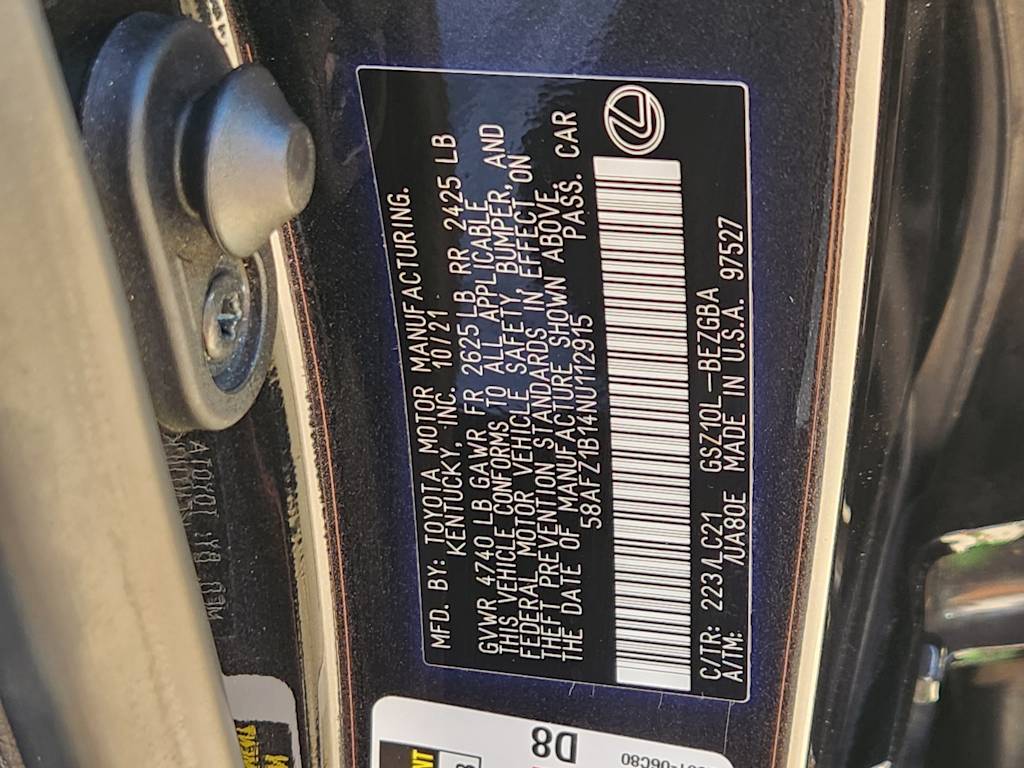 MFD. BY: TOYOTA MOTOR MANUFACTURING.
KENTUCKY, INC. 10/21
GVWR 4740 LB GAWR FR 2625LB RR 2425 LB
THIS VEHICLE CONFORMS TO ALL APPLICABLE
FEDERAL MOTOR VEHICLE SAFETY BUMPER, AND
THEFT PREVENTION STANDARDS IN EFFECT ON
THE DATE OF MANUFACTURE SHOWN ABOVE.
58AFZ1B14NU112915 PASS. CAR
C/TR: 223/LC21 GSZ10L-BEZGBA
A/TM: /UA80E MADE IN U.S.A. 97527
D8
06C80